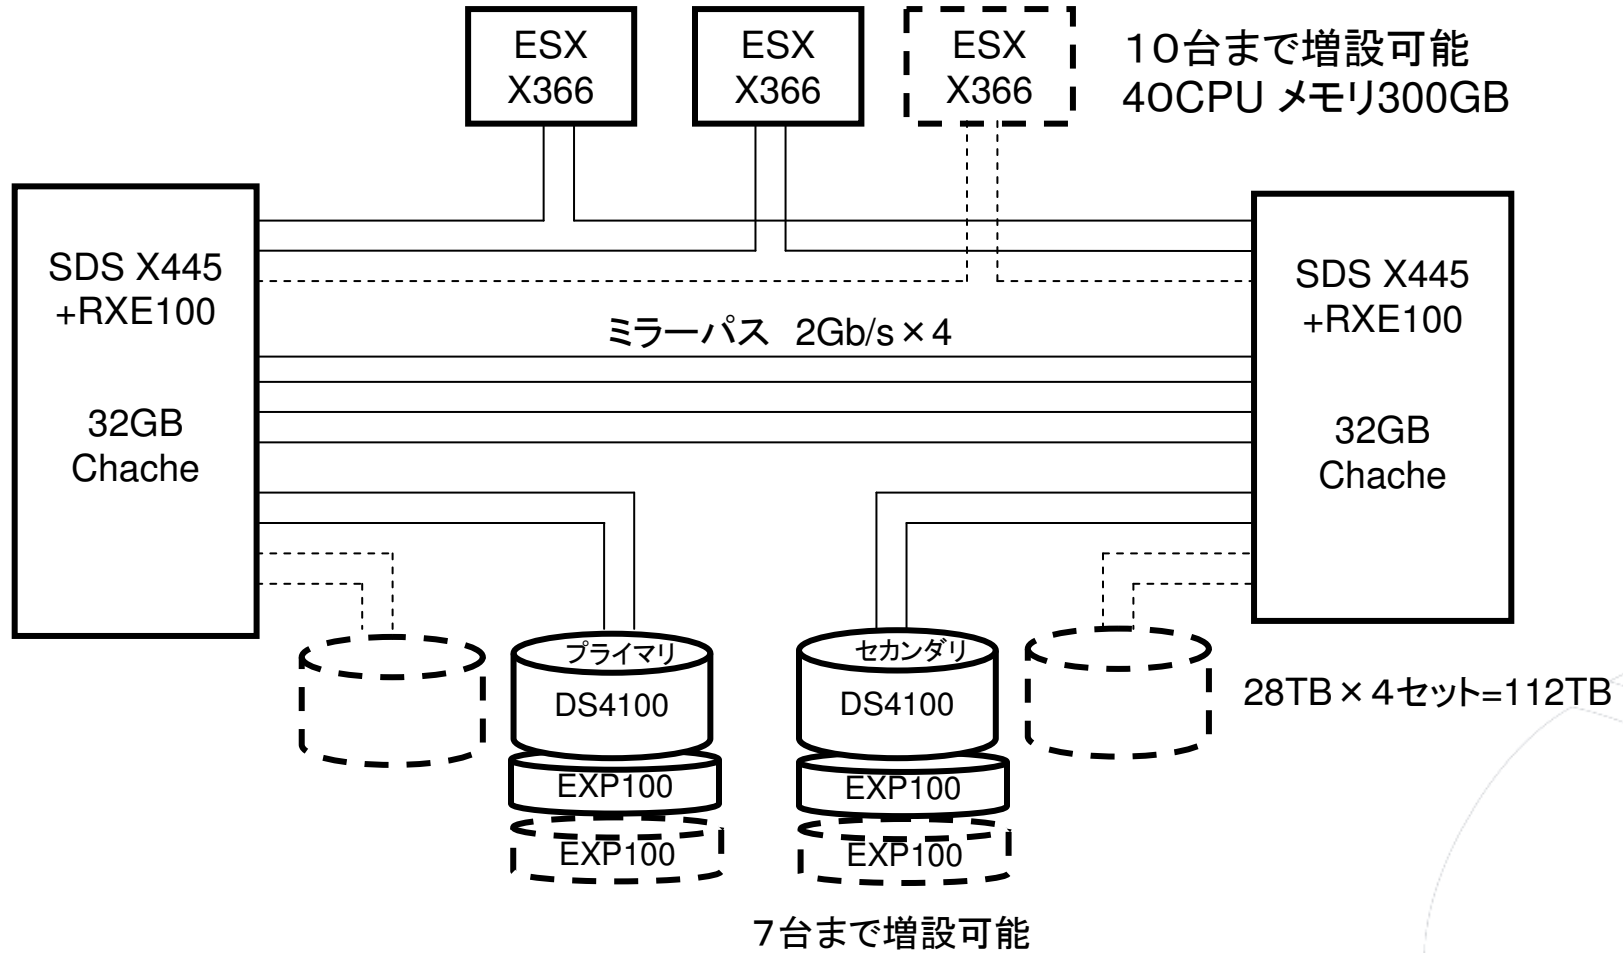 ESX
X366
ESX
X366
ESX
X366
10台まで増設可能
40CPU メモリ300GB
SDS X445
+RXE100
32GB
Chache
ミラーパス 2Gb/s×4
SDS X445
+RXE100
32GB
Chache
プライマリ
DS4100
EXP100
EXP100
セカンダリ
DS4100
EXP100
EXP100
28TB×4セット=112TB
7台まで増設可能